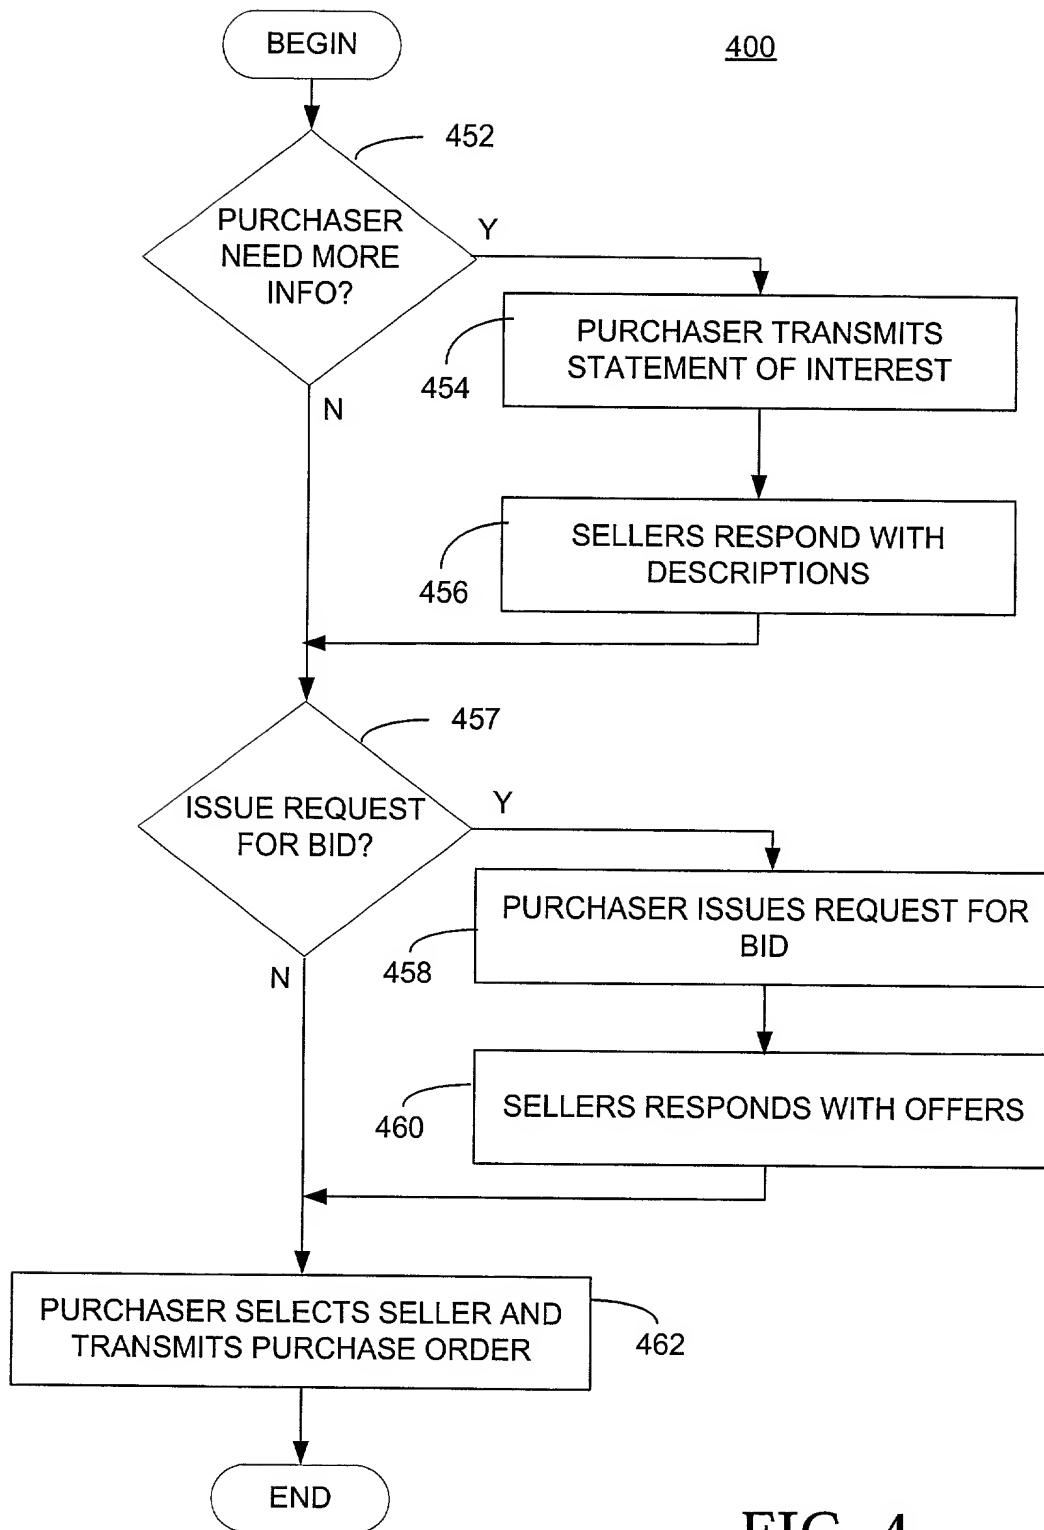 BEGIN
400
452
PURCHASER
NEED MORE
INFO?
Y
PURCHASER TRANSMITS
STATEMENT OF INTEREST
454
N
SELLERS RESPOND WITH
DESCRIPTIONS
456
457
ISSUE REQUEST
FOR BID?
Y
PURCHASER ISSUES REQUEST FOR
BID
458
N
SELLERS RESPONDS WITH OFFERS
460
PURCHASER SELECTS SELLER AND
TRANSMITS PURCHASE ORDER
462
END
FIG. 4